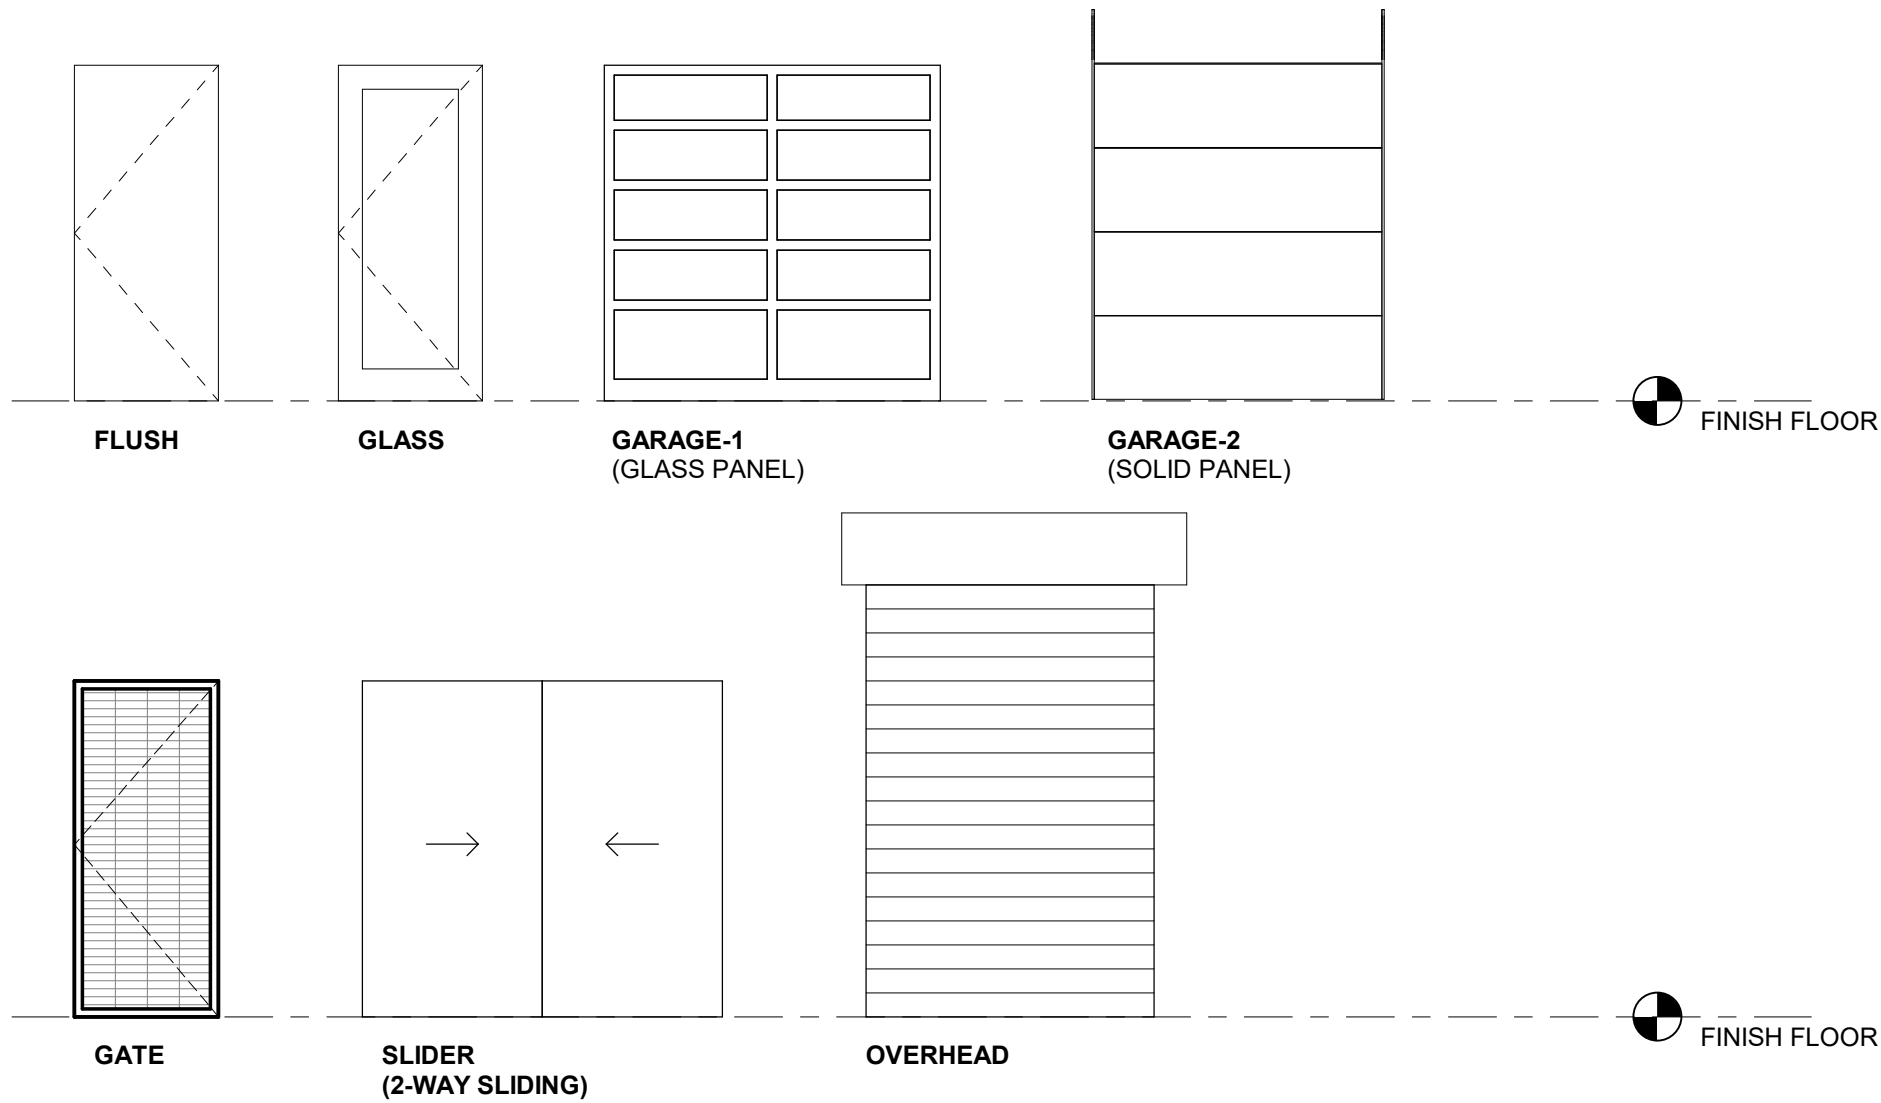 FLUSH
GLASS
GARAGE-1
(GLASS PANEL)
GARAGE-2
(SOLID PANEL)
FINISH FLOOR
GATE
SLIDER
(2-WAY SLIDING)
OVERHEAD
FINISH FLOOR